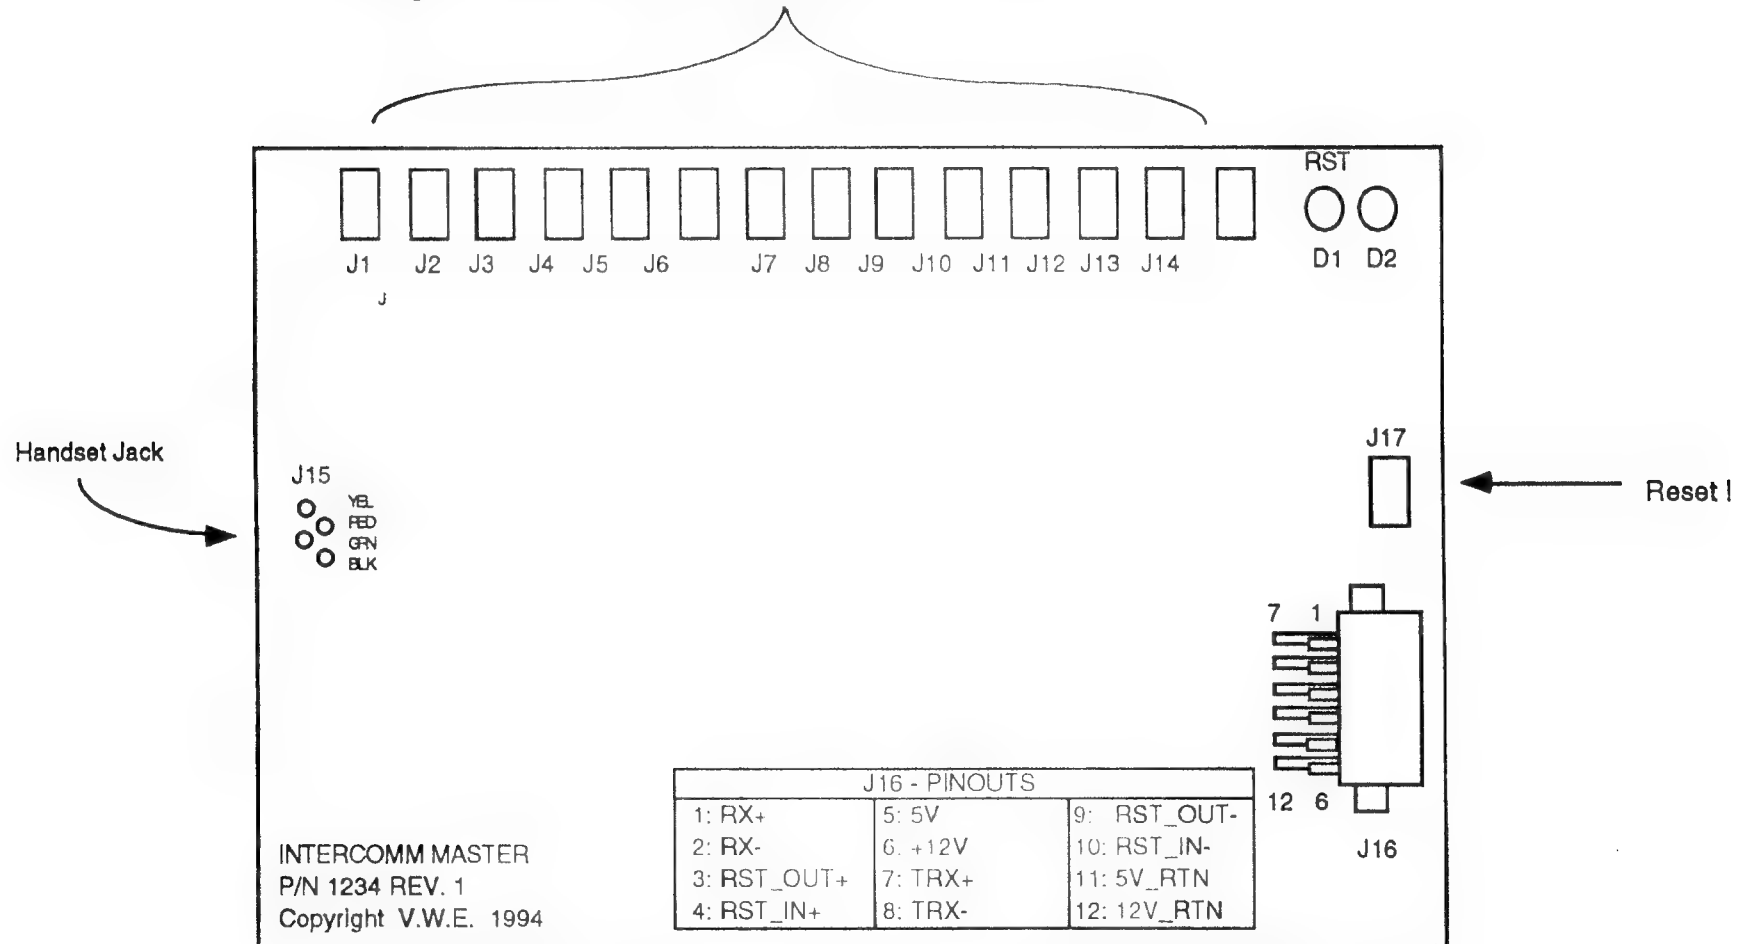 RST
J1 J2 J3 J4 J5 J6 J7 J8 J9 J10 J11 J12 J13 J14
D1 D2
J
Handset Jack
J15
YEL
RED
GRN
BLK
J17
Reset !
7 1
12 6
J16
J16 - PINOUTS
1: RX+ 5: 5V 9: RST_OUT-
2: RX- 6: +12V 10: RST_IN-
3: RST_OUT+ 7: TRX+ 11: 5V_RTN
4: RST_IN+ 8: TRX- 12: 12V_RTN
INTERCOMM MASTER
P/N 1234 REV. 1
Copyright V.W.E. 1994